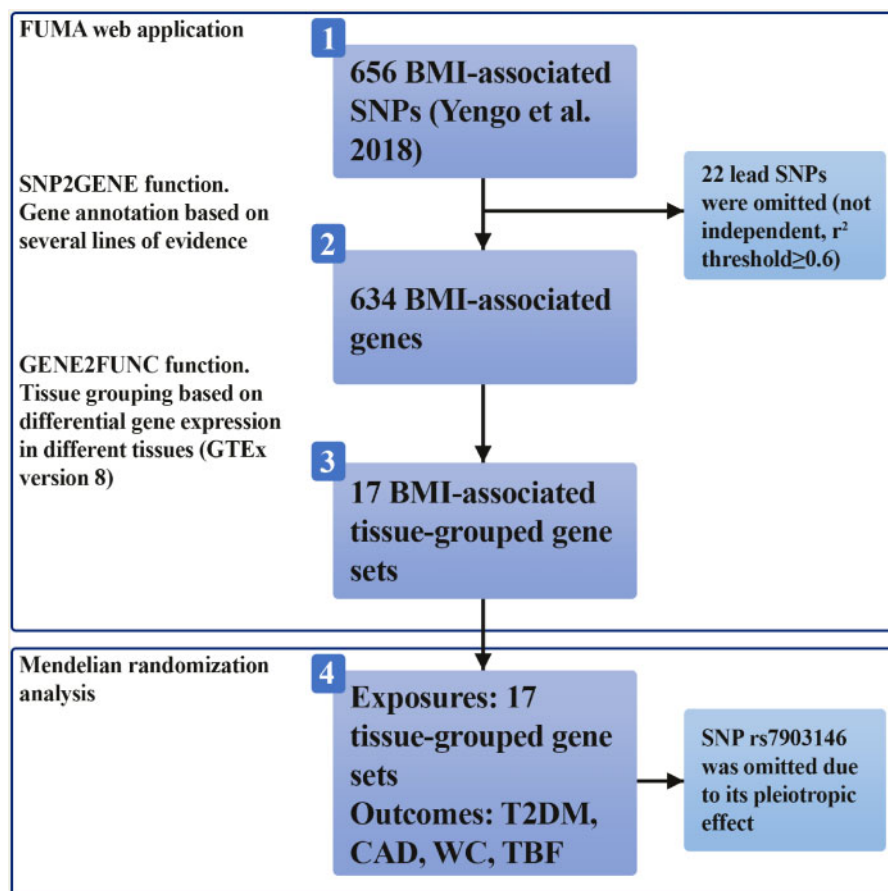 FUMA web application
1
656 BMI-associated
SNPs (Yengo et al.
2018)
SNP2GENE function.
Gene annotation based on
several lines of evidence
22 lead SNPs
were omitted (not
independent, r²
threshold≥0.6)
2
634 BMI-associated
genes
GENE2FUNC function.
Tissue grouping based on
differential gene expression
in different tissues (GTEx
version 8)
3
17 BMI-associated
tissue-grouped gene
sets
Mendelian randomization
analysis
4
Exposures: 17
tissue-grouped gene
sets
Outcomes: T2DM,
CAD, WC, TBF
SNP rs7903146
was omitted due
to its pleiotropic
effect